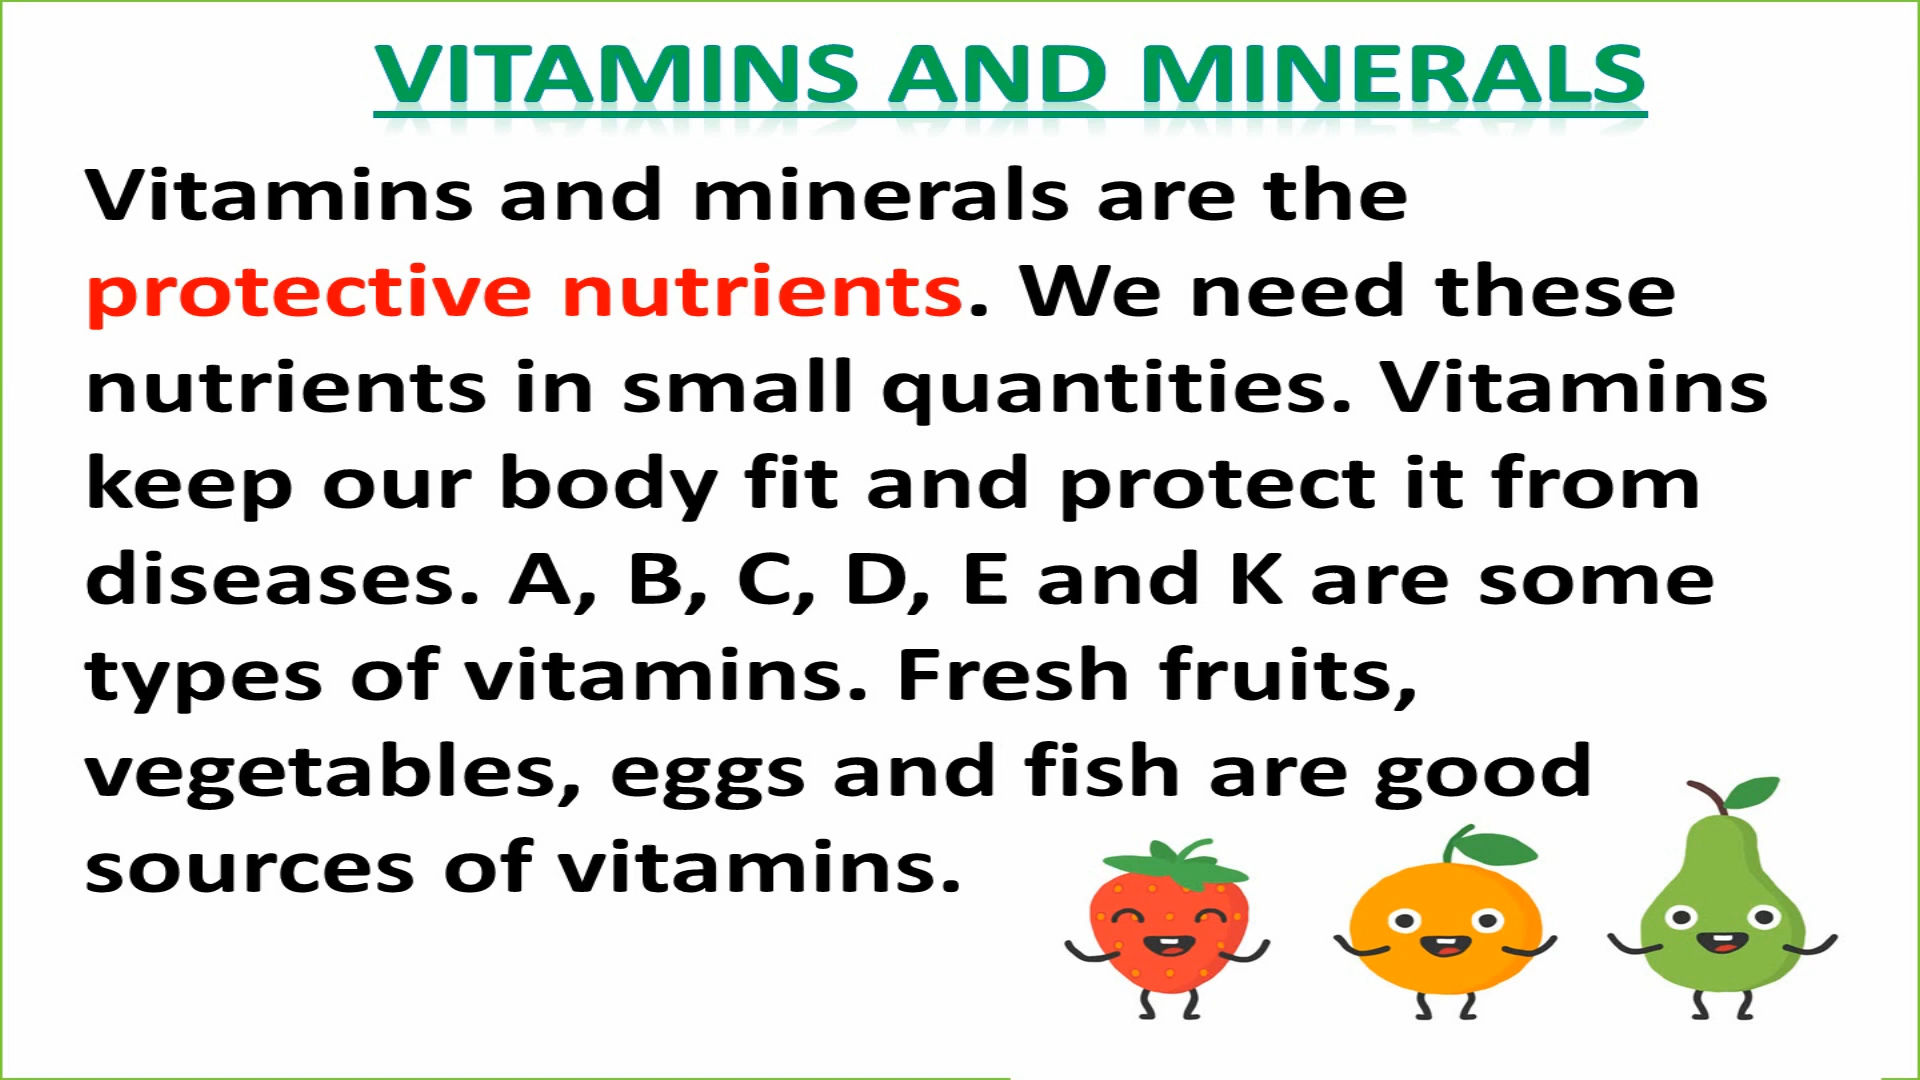 VITAMINS AND MINERALS
Vitamins and minerals are the
protective nutrients. We need these
nutrients in small quantities. Vitamins
keep our body fit and protect it from
diseases. A, B, C, D, E and K are some
types of vitamins. Fresh fruits,
vegetables, eggs and fish are good
sources of vitamins.